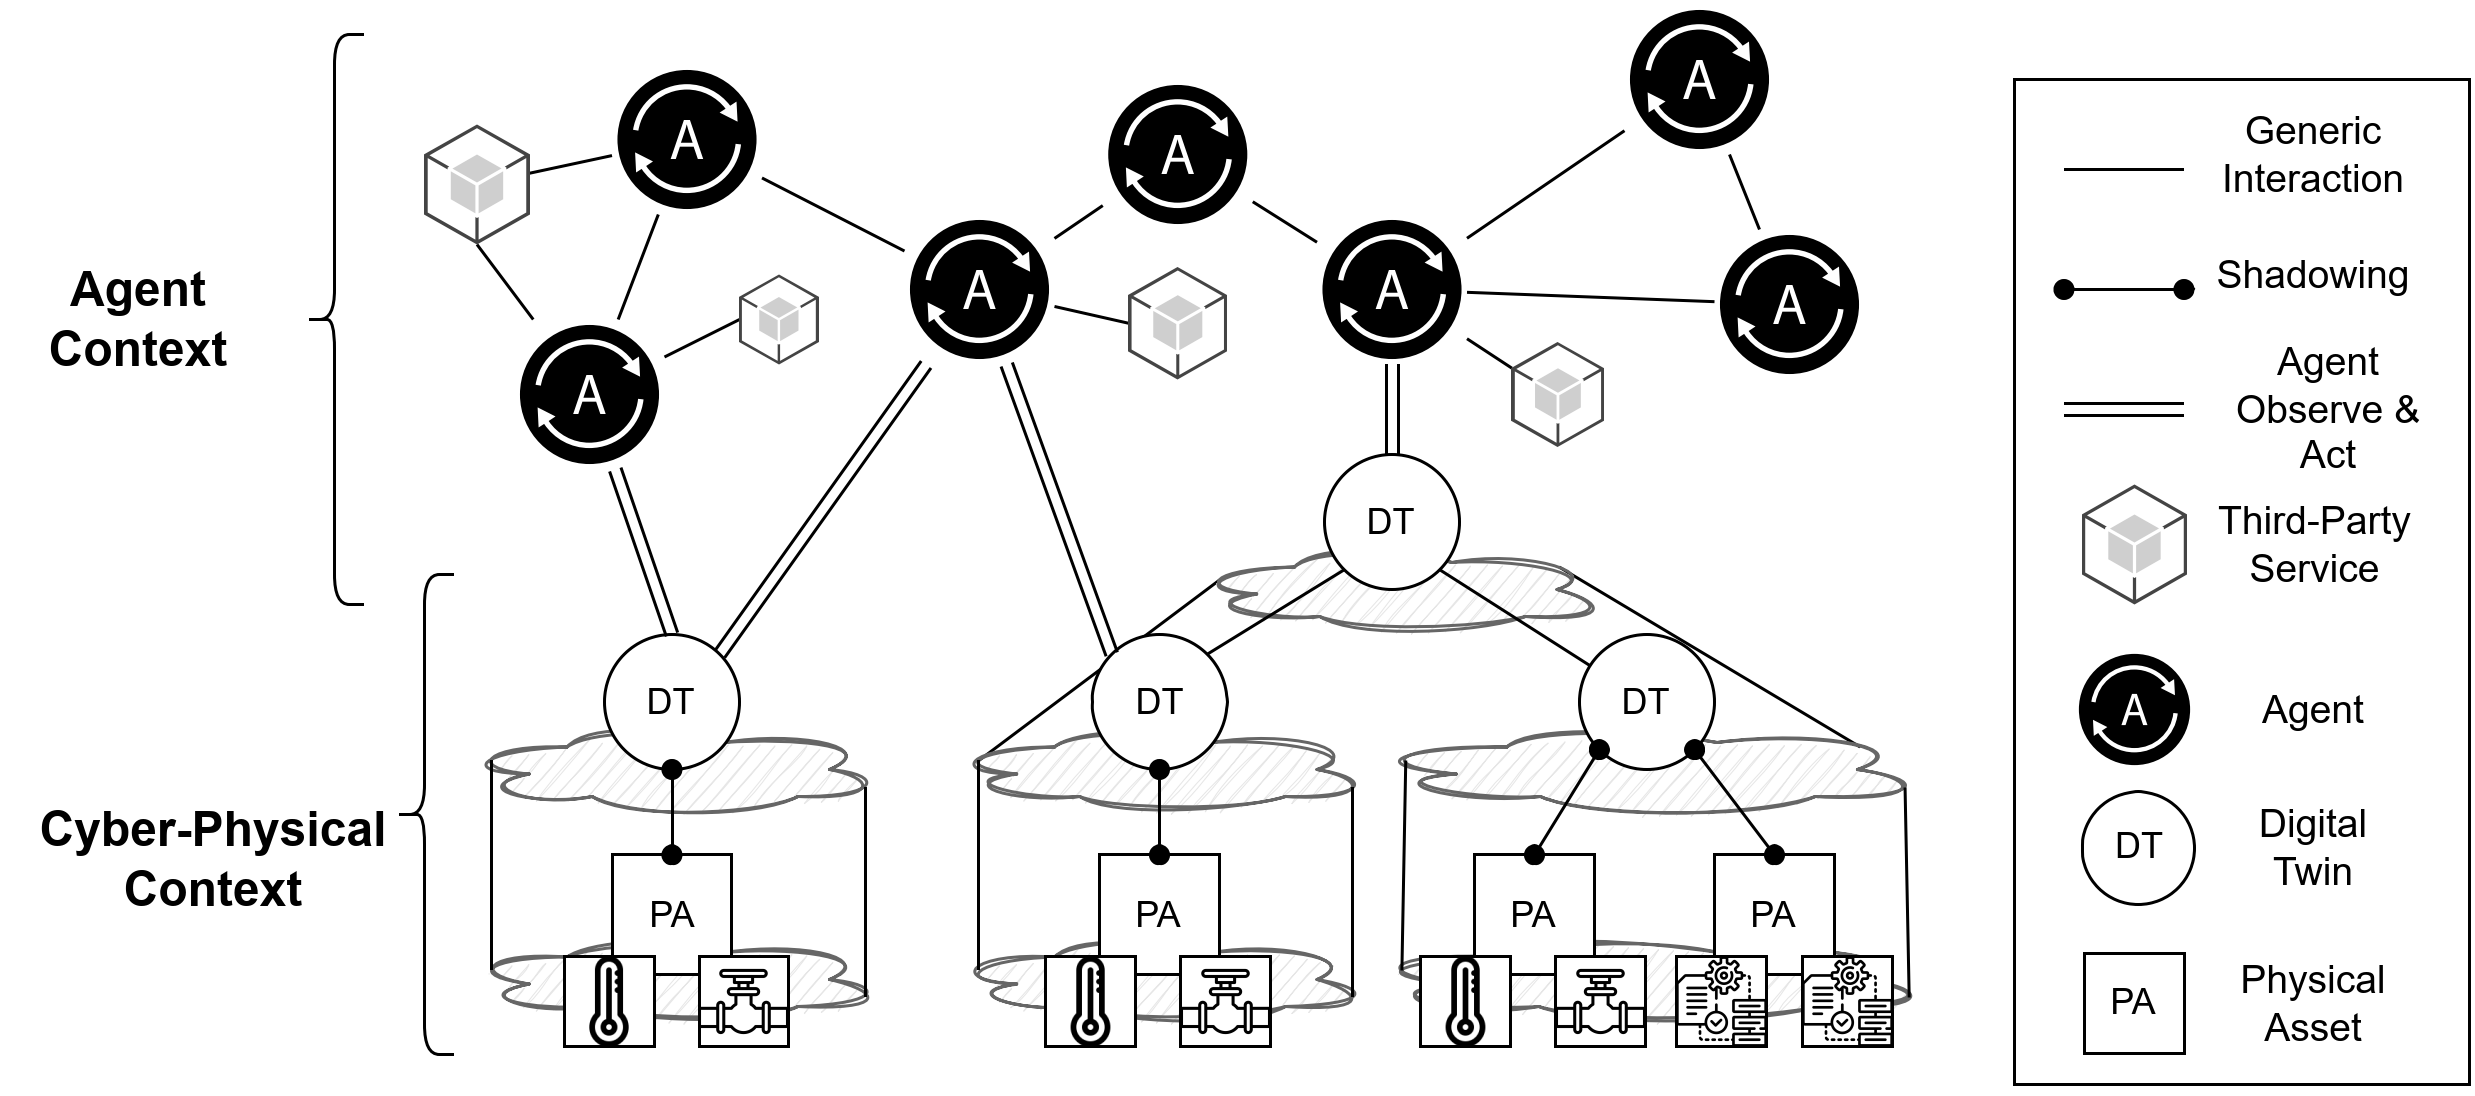 A
A
A
A
A
A
A
Agent
Context
DT
DT
DT
DT
Cyber-Physical
Context
PA
PA
PA
PA
Generic
Interaction
Shadowing
Agent
Observe &
Act
Third-Party
Service
A
Agent
DT
Digital
Twin
PA
Physical
Asset